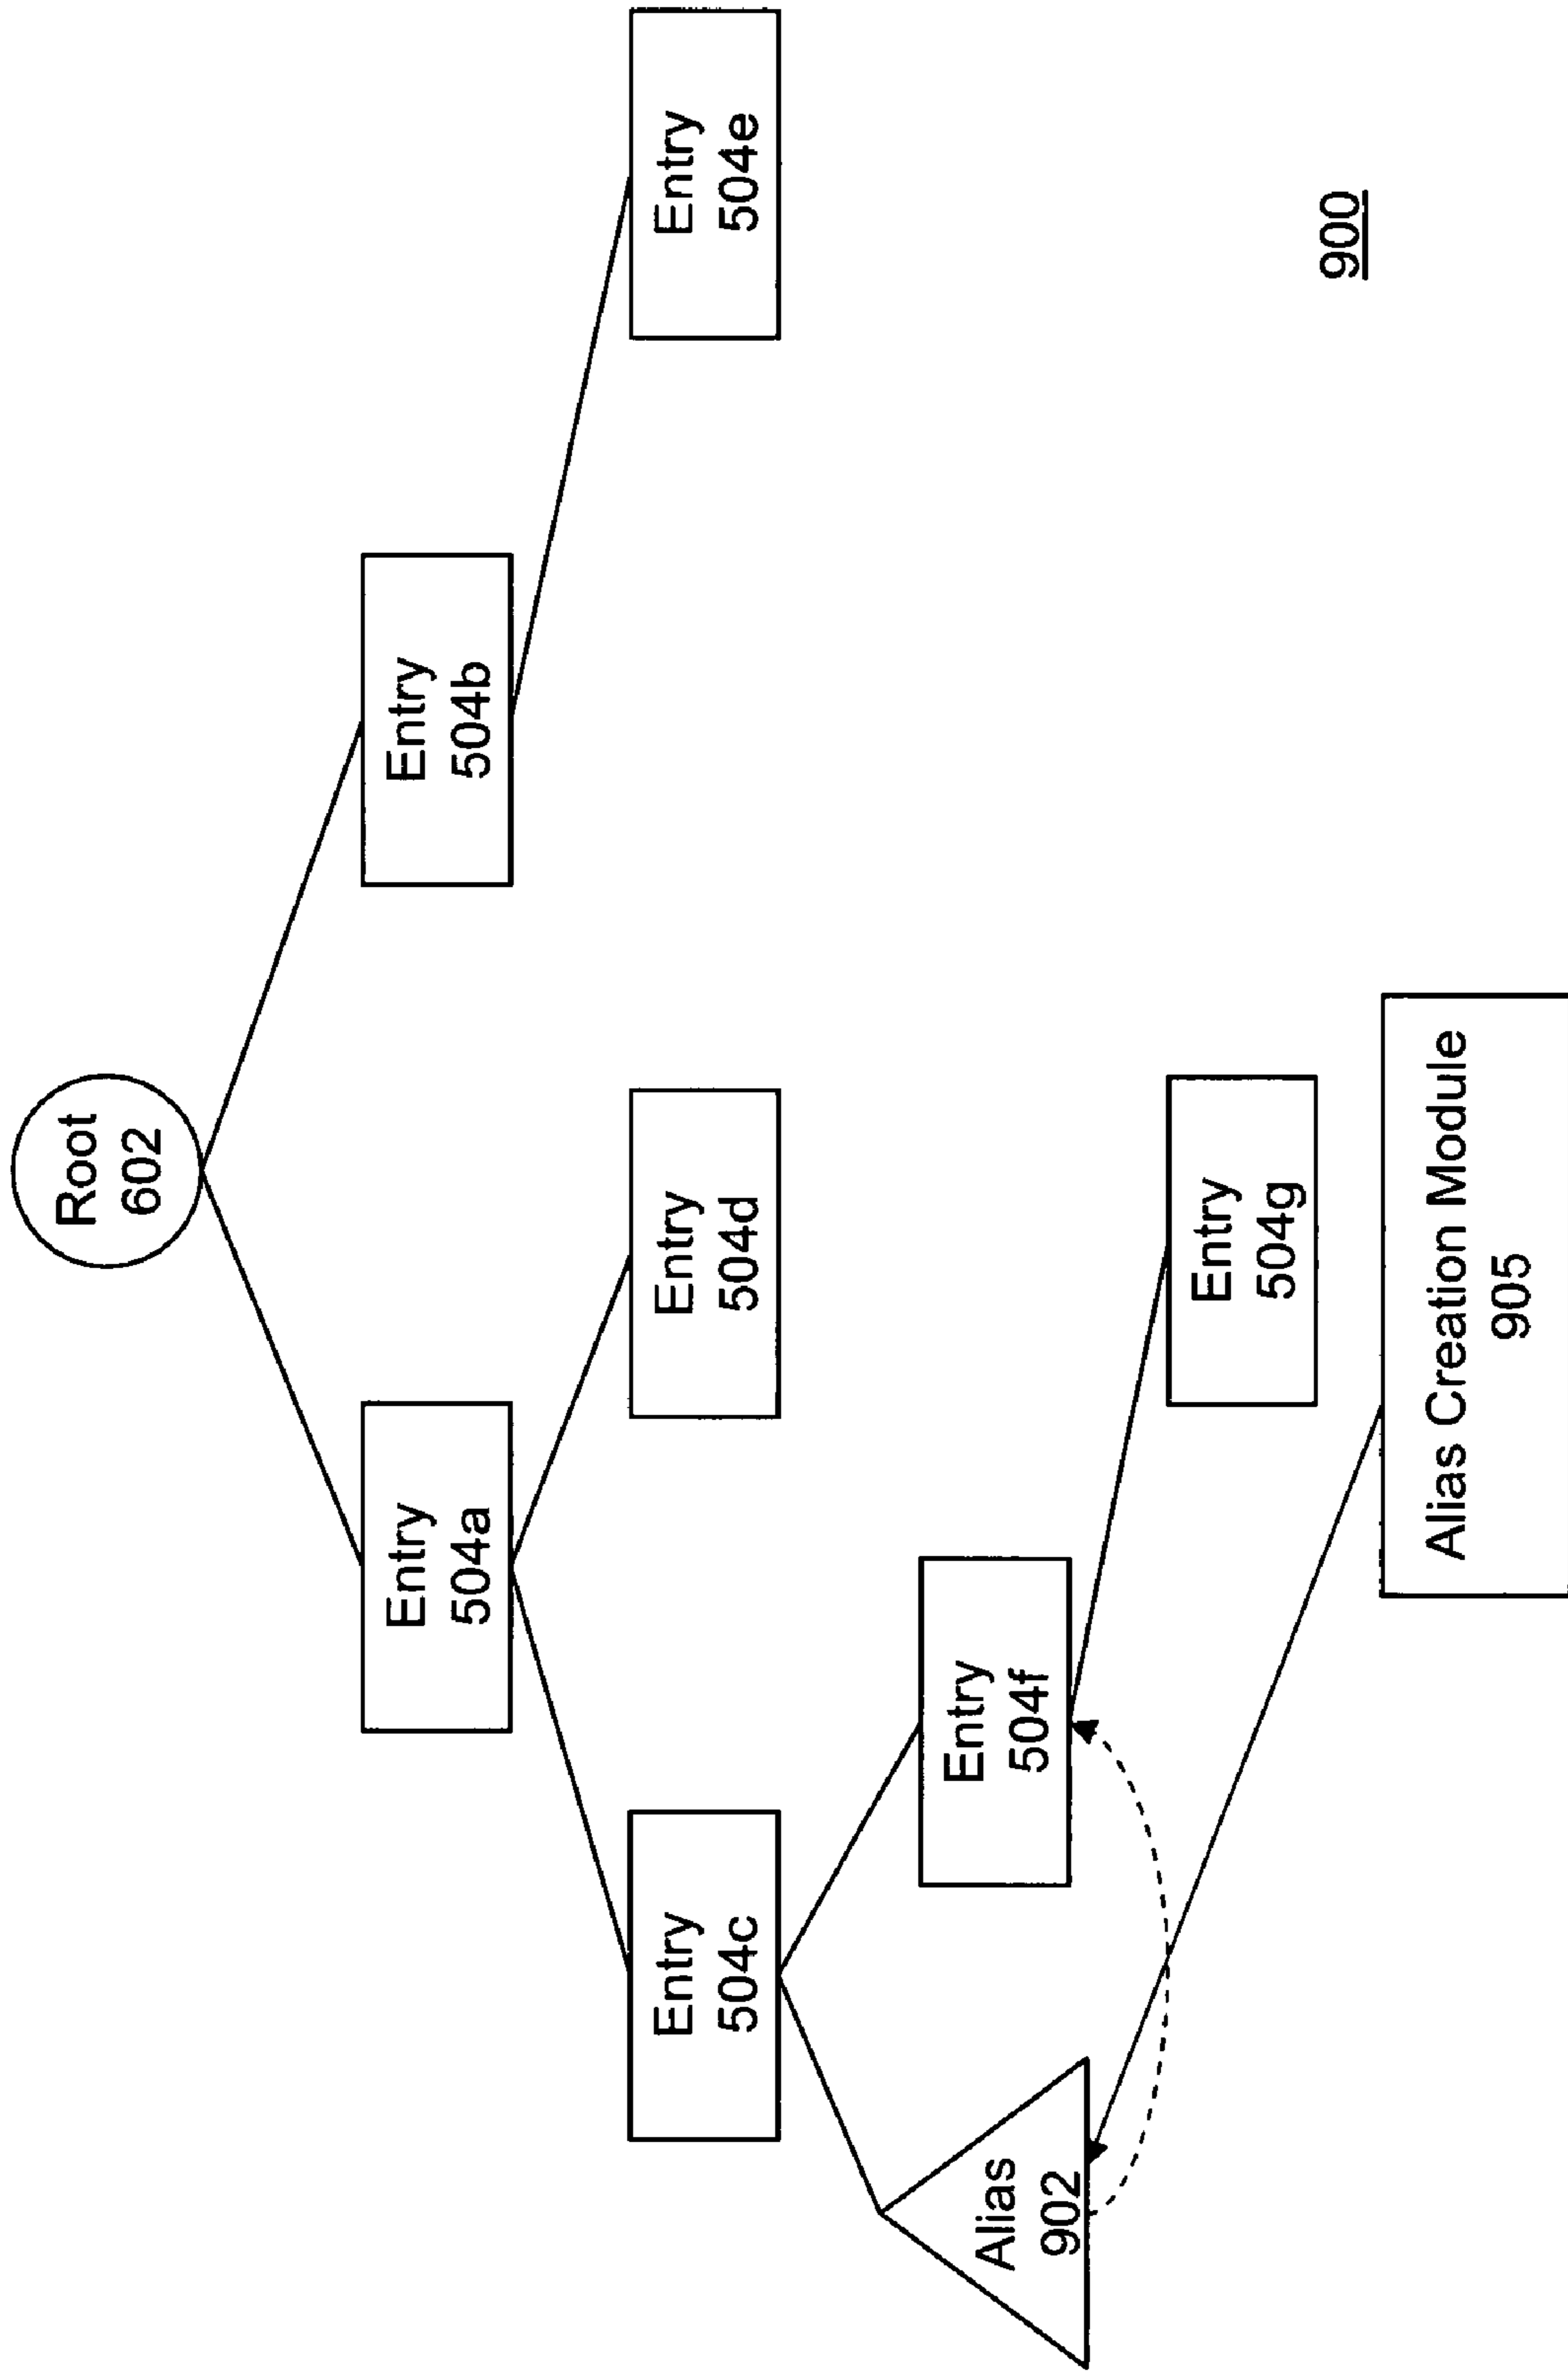 Root
602
Entry
504a
Entry
504b
Entry
504c
Entry
504d
Entry
504e
Alias
902
Entry
504f
Entry
504g
Alias Creation Module
905
900